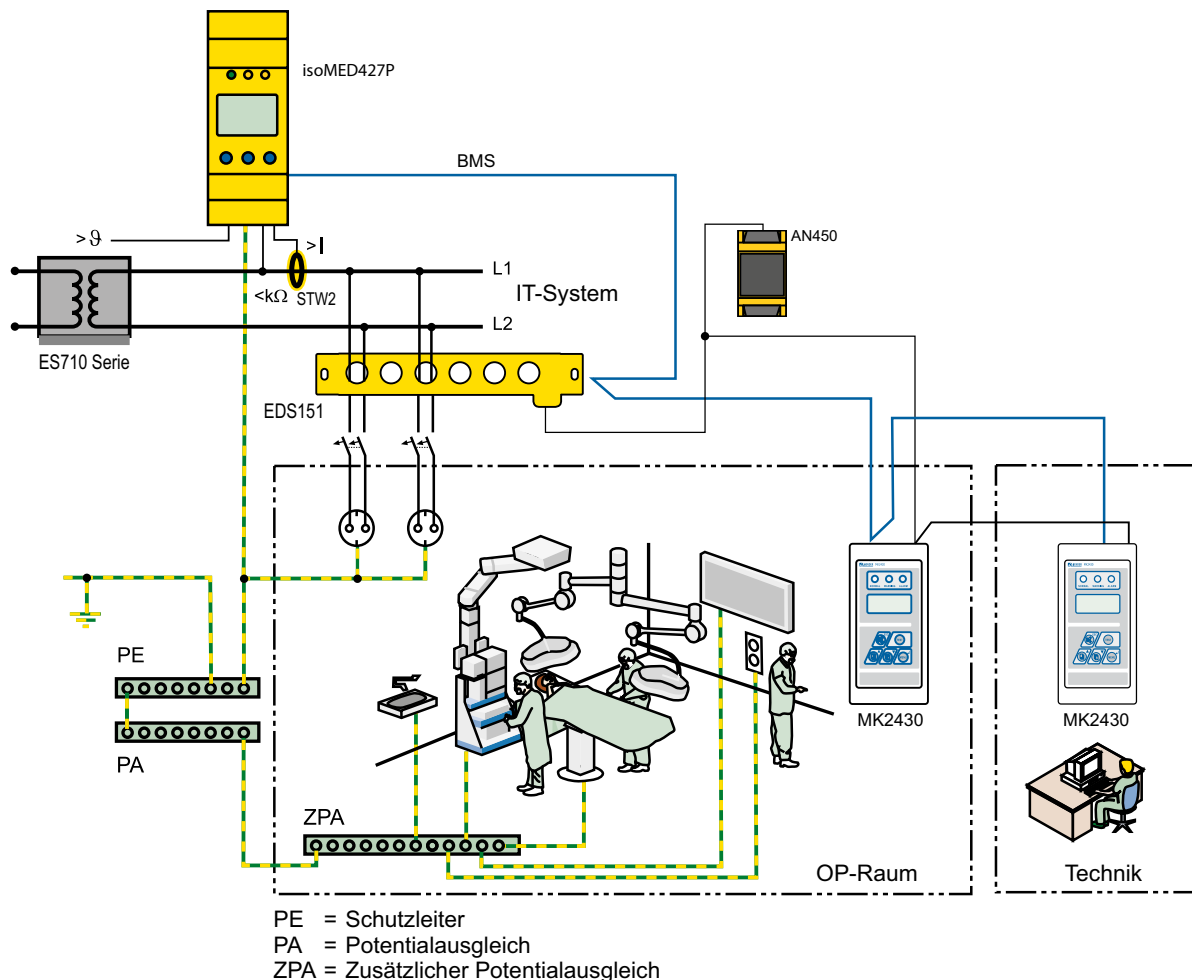 isoMED427P
BMS
>ϑ
>I
AN450
L1
<kΩ
STW2
IT-System
L2
ES710 Serie
EDS151
PE
MK2430
MK2430
PA
ZPA
OP-Raum
Technik
PE = Schutzleiter
PA = Potentialausgleich
ZPA = Zusätzlicher Potentialausgleich